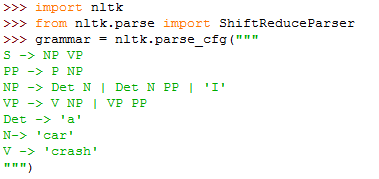 >>> import nltk
>>> from nltk.parse import ShiftReduceParser
>>> grammar = nltk.parse_cfg("""
S -> NP VP
PP -> P NP
NP -> Det N | Det N PP | 'I'
VP -> V NP | VP PP
Det -> 'a'
N-> 'car'
V -> 'crash'
""")